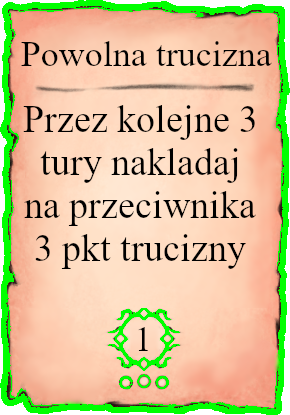 Powolna trucizna
Przez kolejne 3
tury nakladaj
na przeciwnika
3 pkt trucizny
1